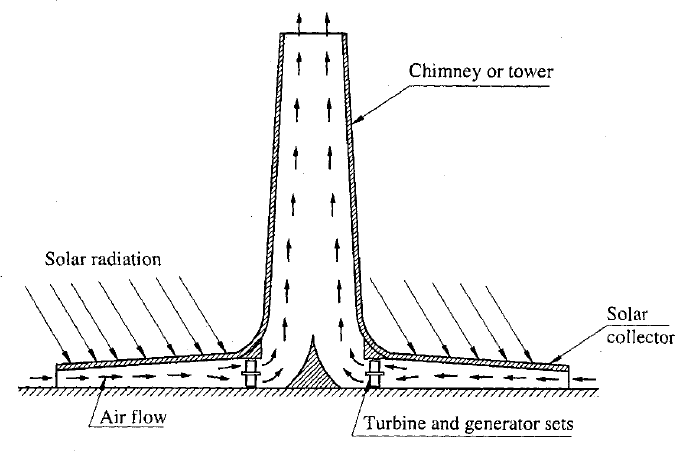 Chimney or tower
Solar radiation
Solar
collector
Air flow
Turbine and generator sets